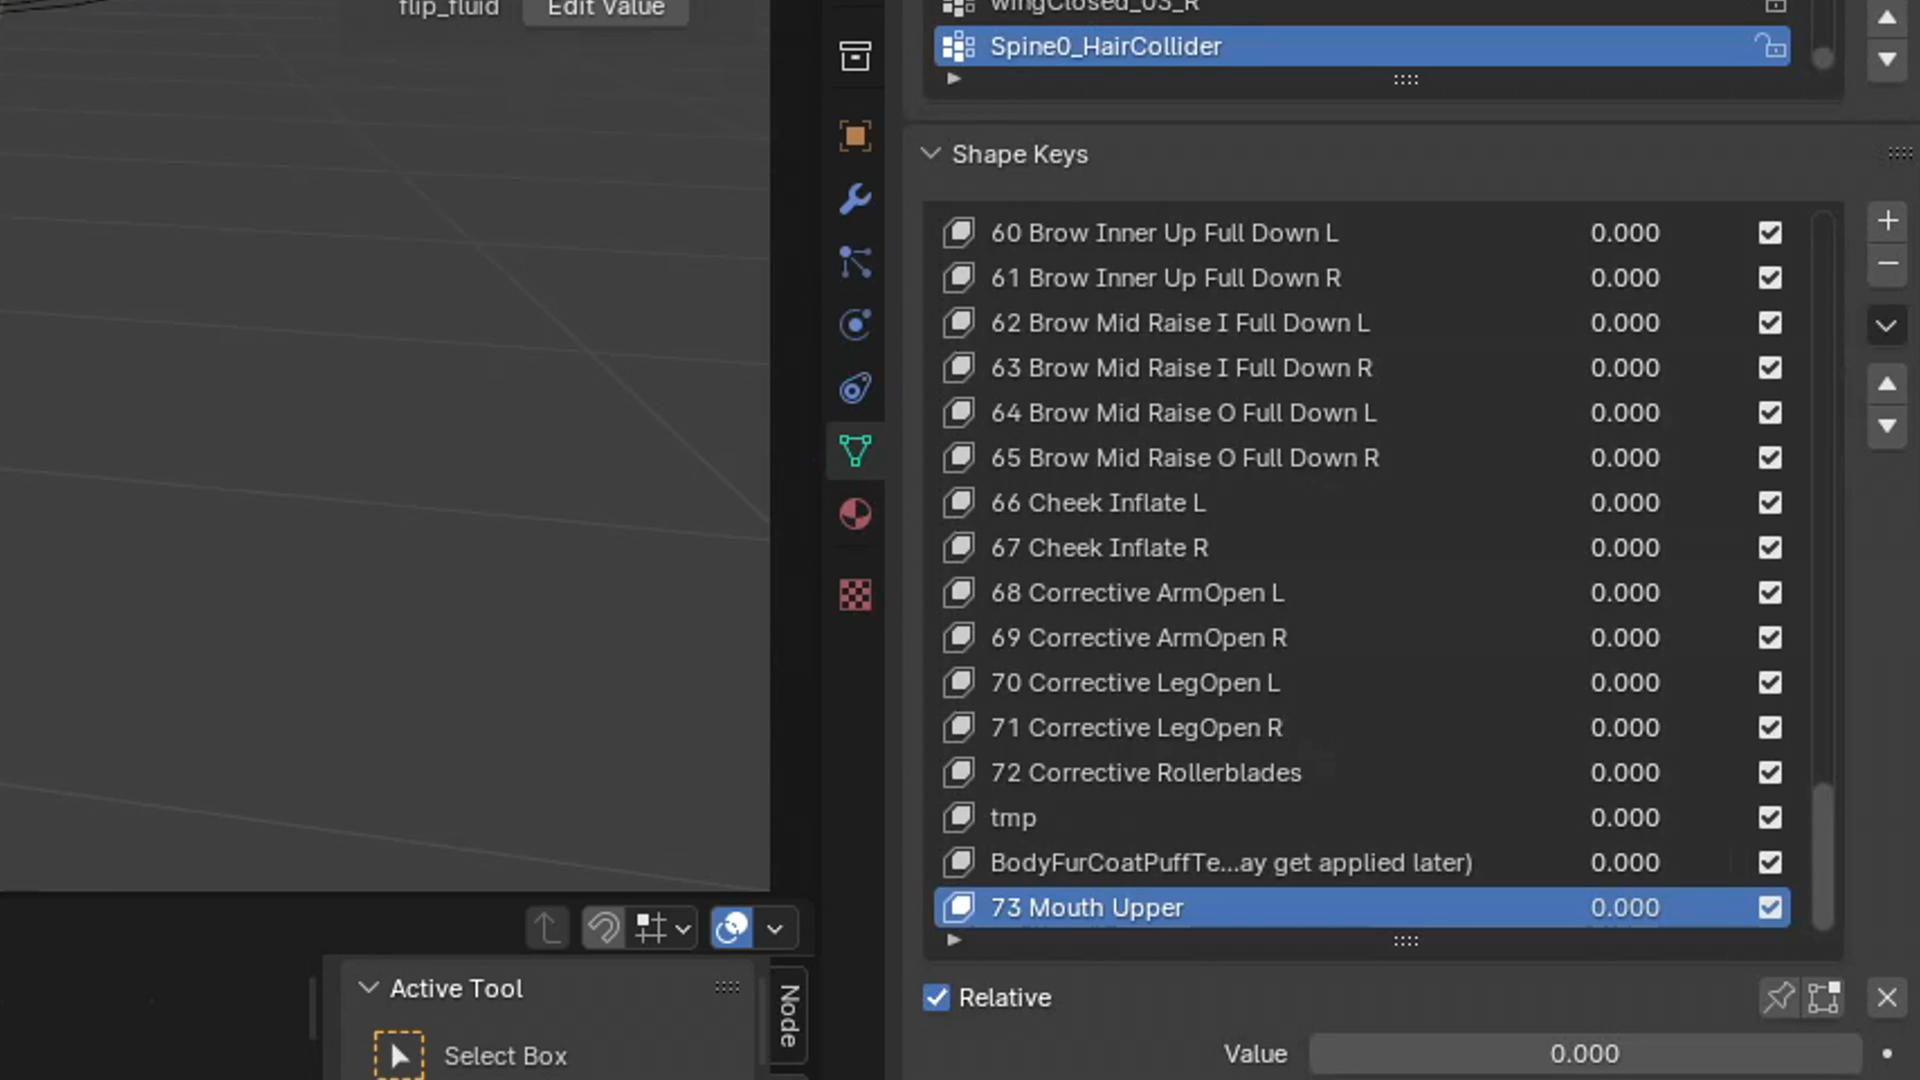 flip_fluid Edit Value
wingClosed_03_R
Spine0_HairCollider
Shape Keys
60 Brow Inner Up Full Down L 0.000
61 Brow Inner Up Full Down R 0.000
62 Brow Mid Raise I Full Down L 0.000
63 Brow Mid Raise I Full Down R 0.000
64 Brow Mid Raise O Full Down L 0.000
65 Brow Mid Raise O Full Down R 0.000
66 Cheek Inflate L 0.000
67 Cheek Inflate R 0.000
68 Corrective ArmOpen L 0.000
69 Corrective ArmOpen R 0.000
70 Corrective LegOpen L 0.000
71 Corrective LegOpen R 0.000
72 Corrective Rollerblades 0.000
tmp 0.000
BodyFurCoatPuffTe...ay get applied later) 0.000
73 Mouth Upper 0.000
Relative
Value 0.000
Active Tool
Select Box
Node